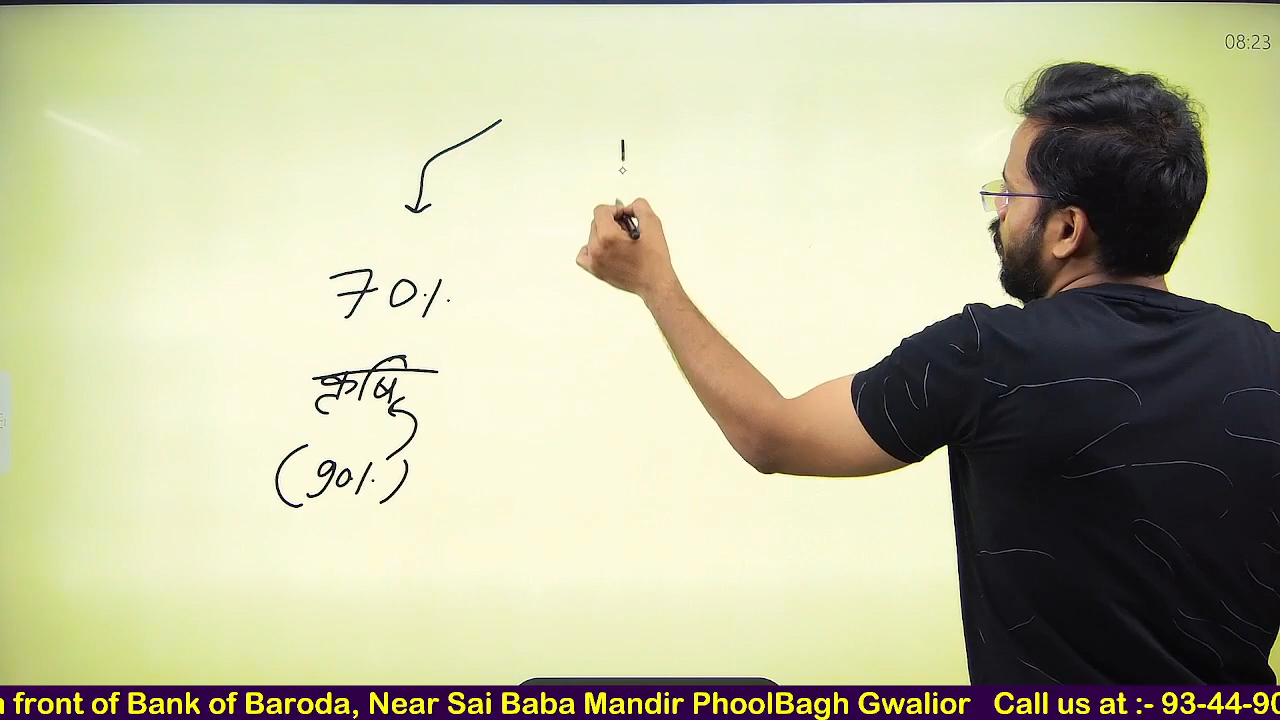 08:23
70%.
कृषि
(90%.)
n front of Bank of Baroda, Near Sai Baba Mandir PhoolBagh Gwalior Call us at :- 93-44-90